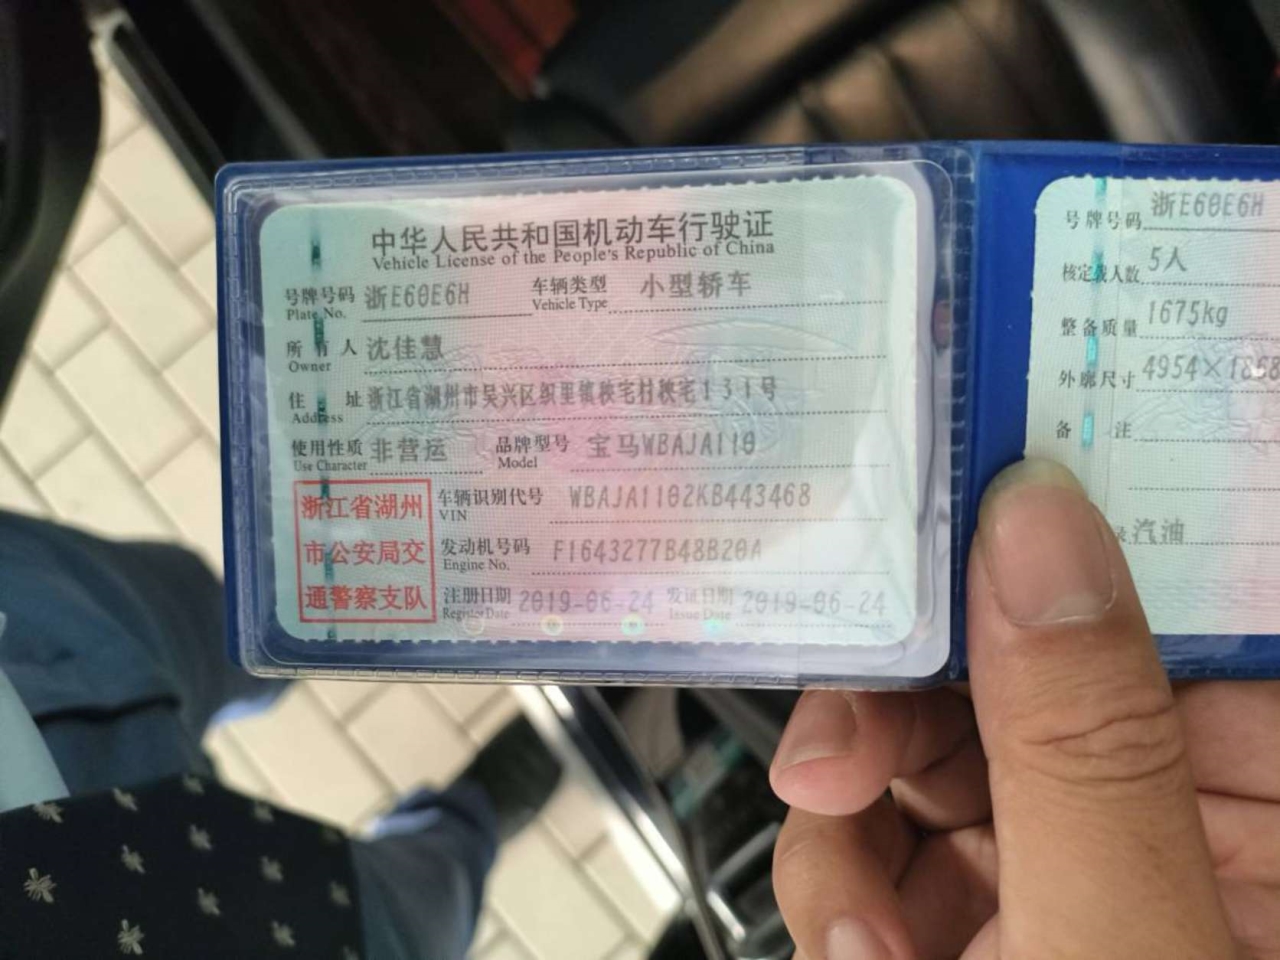 中华人民共和国机动车行驶证
Vehicle License of the People's Republic of China
号牌号码 浙E60E6H 车辆类型 小型轿车
Plate No. Vehicle Type
所有人 沈佳慧
Owner
住址 浙江省湖州市吴兴区织里镇秧宅村秧宅131号
Address
使用性质 非营运 品牌型号 宝马WBAJA110
Use Character Model
浙江省湖州
市公安局交
通警察支队
车辆识别代号 WBAJA1102KB443468
VIN
发动机号码 F1643277B48B20A
Engine No.
注册日期 2019-06-24 发证日期 2019-06-24
Register Date Issue Date
号牌号码 浙E60E6H
核定载人数 5人
整备质量 1675kg
外廓尺寸 4954×1868
备注
汽油